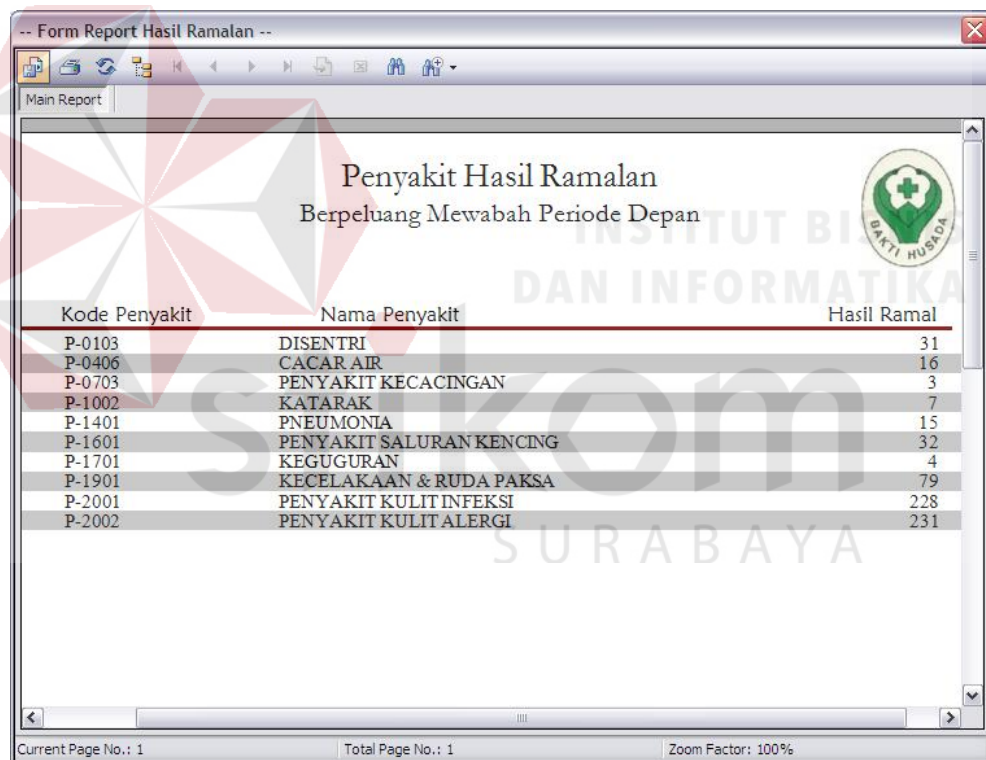 -- Form Report Hasil Ramalan --
Main Report
Penyakit Hasil Ramalan
Berpeluang Mewabah Periode Depan
BAKTI HUSADA
INSTITUT BISNIS
DAN INFORMATIKA
Kode Penyakit Nama Penyakit Hasil Ramal
P-0103 DISENTRI 31
P-0406 CACAR AIR 16
P-0703 PENYAKIT KECACINGAN 3
P-1002 KATARAK 7
P-1401 PNEUMONIA 15
P-1601 PENYAKIT SALURAN KENCING 32
P-1701 KEGUGURAN 4
P-1901 KECELAKAAN & RUDA PAKSA 79
P-2001 PENYAKIT KULIT INFEKSI 228
P-2002 PENYAKIT KULIT ALERGI 231
stikom
SURABAYA
Current Page No.: 1 Total Page No.: 1 Zoom Factor: 100%